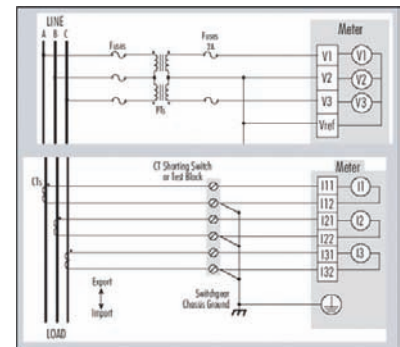 LINE
A B C
Meter
Fuses
Fuses
2A
PTs
V1
V1
V2
V2
V3
V3
Vref
CT Shorting Switch
or Test Block
Meter
CTs
I11
I1
I12
I21
I2
I22
I31
I3
I32
Export
Import
Switchgear
Chassis Ground
LOAD